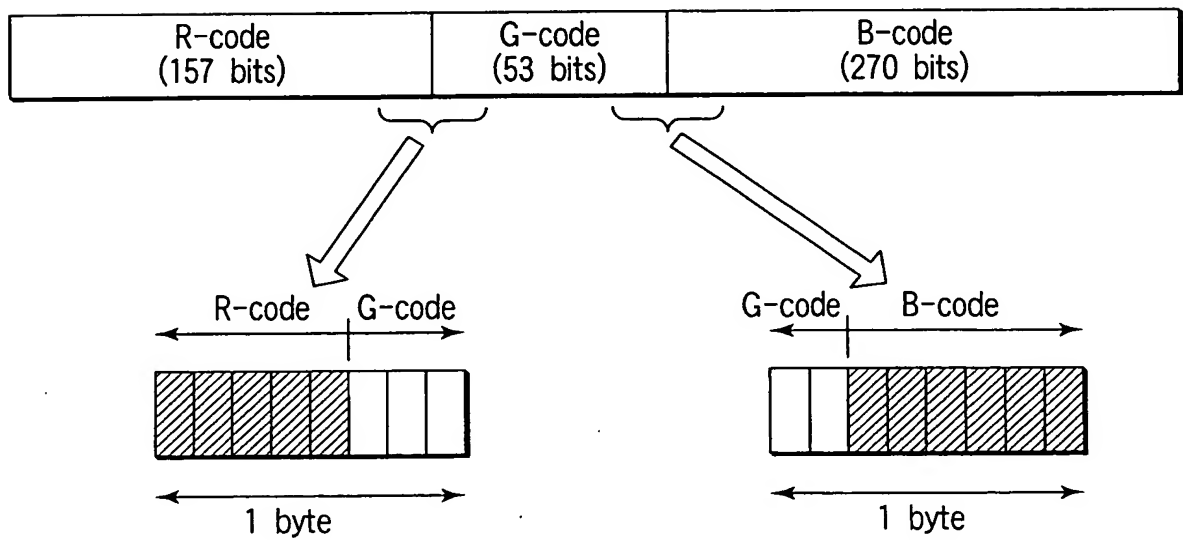 R-code
(157 bits)
G-code
(53 bits)
B-code
(270 bits)
R-code
G-code
G-code
B-code
1 byte
1 byte